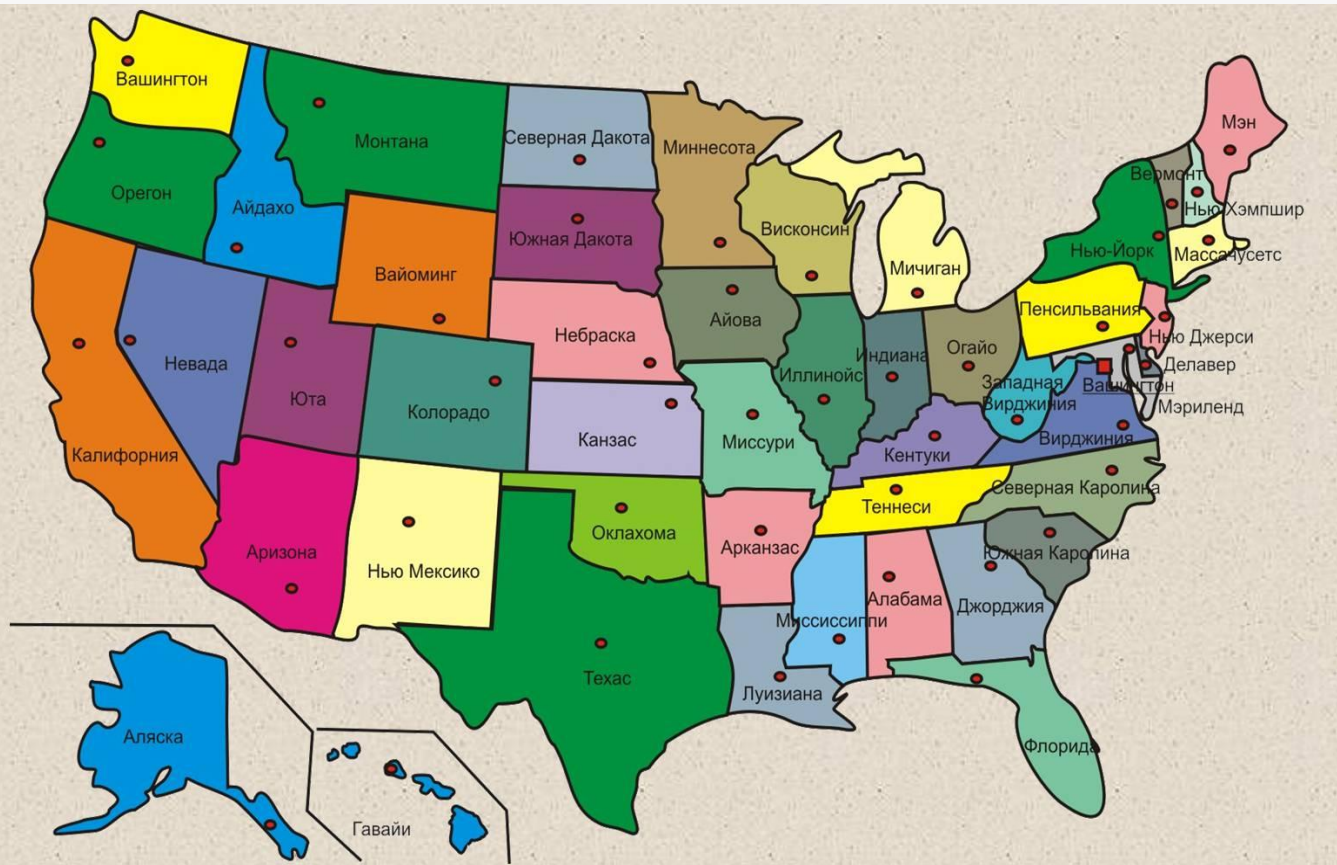 Вашингтон
Мэн
Монтана
Северная Дакота
Миннесота
Вермонт
Орегон
Айдахо
Нью Хэмпшир
Южная Дакота
Висконсин
Нью-Йорк
Массачусетс
Вайоминг
Мичиган
Пенсильвания
Айова
Небраска
Нью Джерси
Огайо
Индиана
Невада
Делавер
Иллинойс
Западная
Вирджиния
Вашингтон
Юта
Колорадо
Мэриленд
Канзас
Миссури
Вирджиния
Калифорния
Кентуки
Северная Каролина
Теннеси
Оклахома
Арканзас
Аризона
Южная Каролина
Нью Мексико
Алабама
Джорджия
Миссиссиппи
Техас
Луизиана
Аляска
Флорида
Гавайи